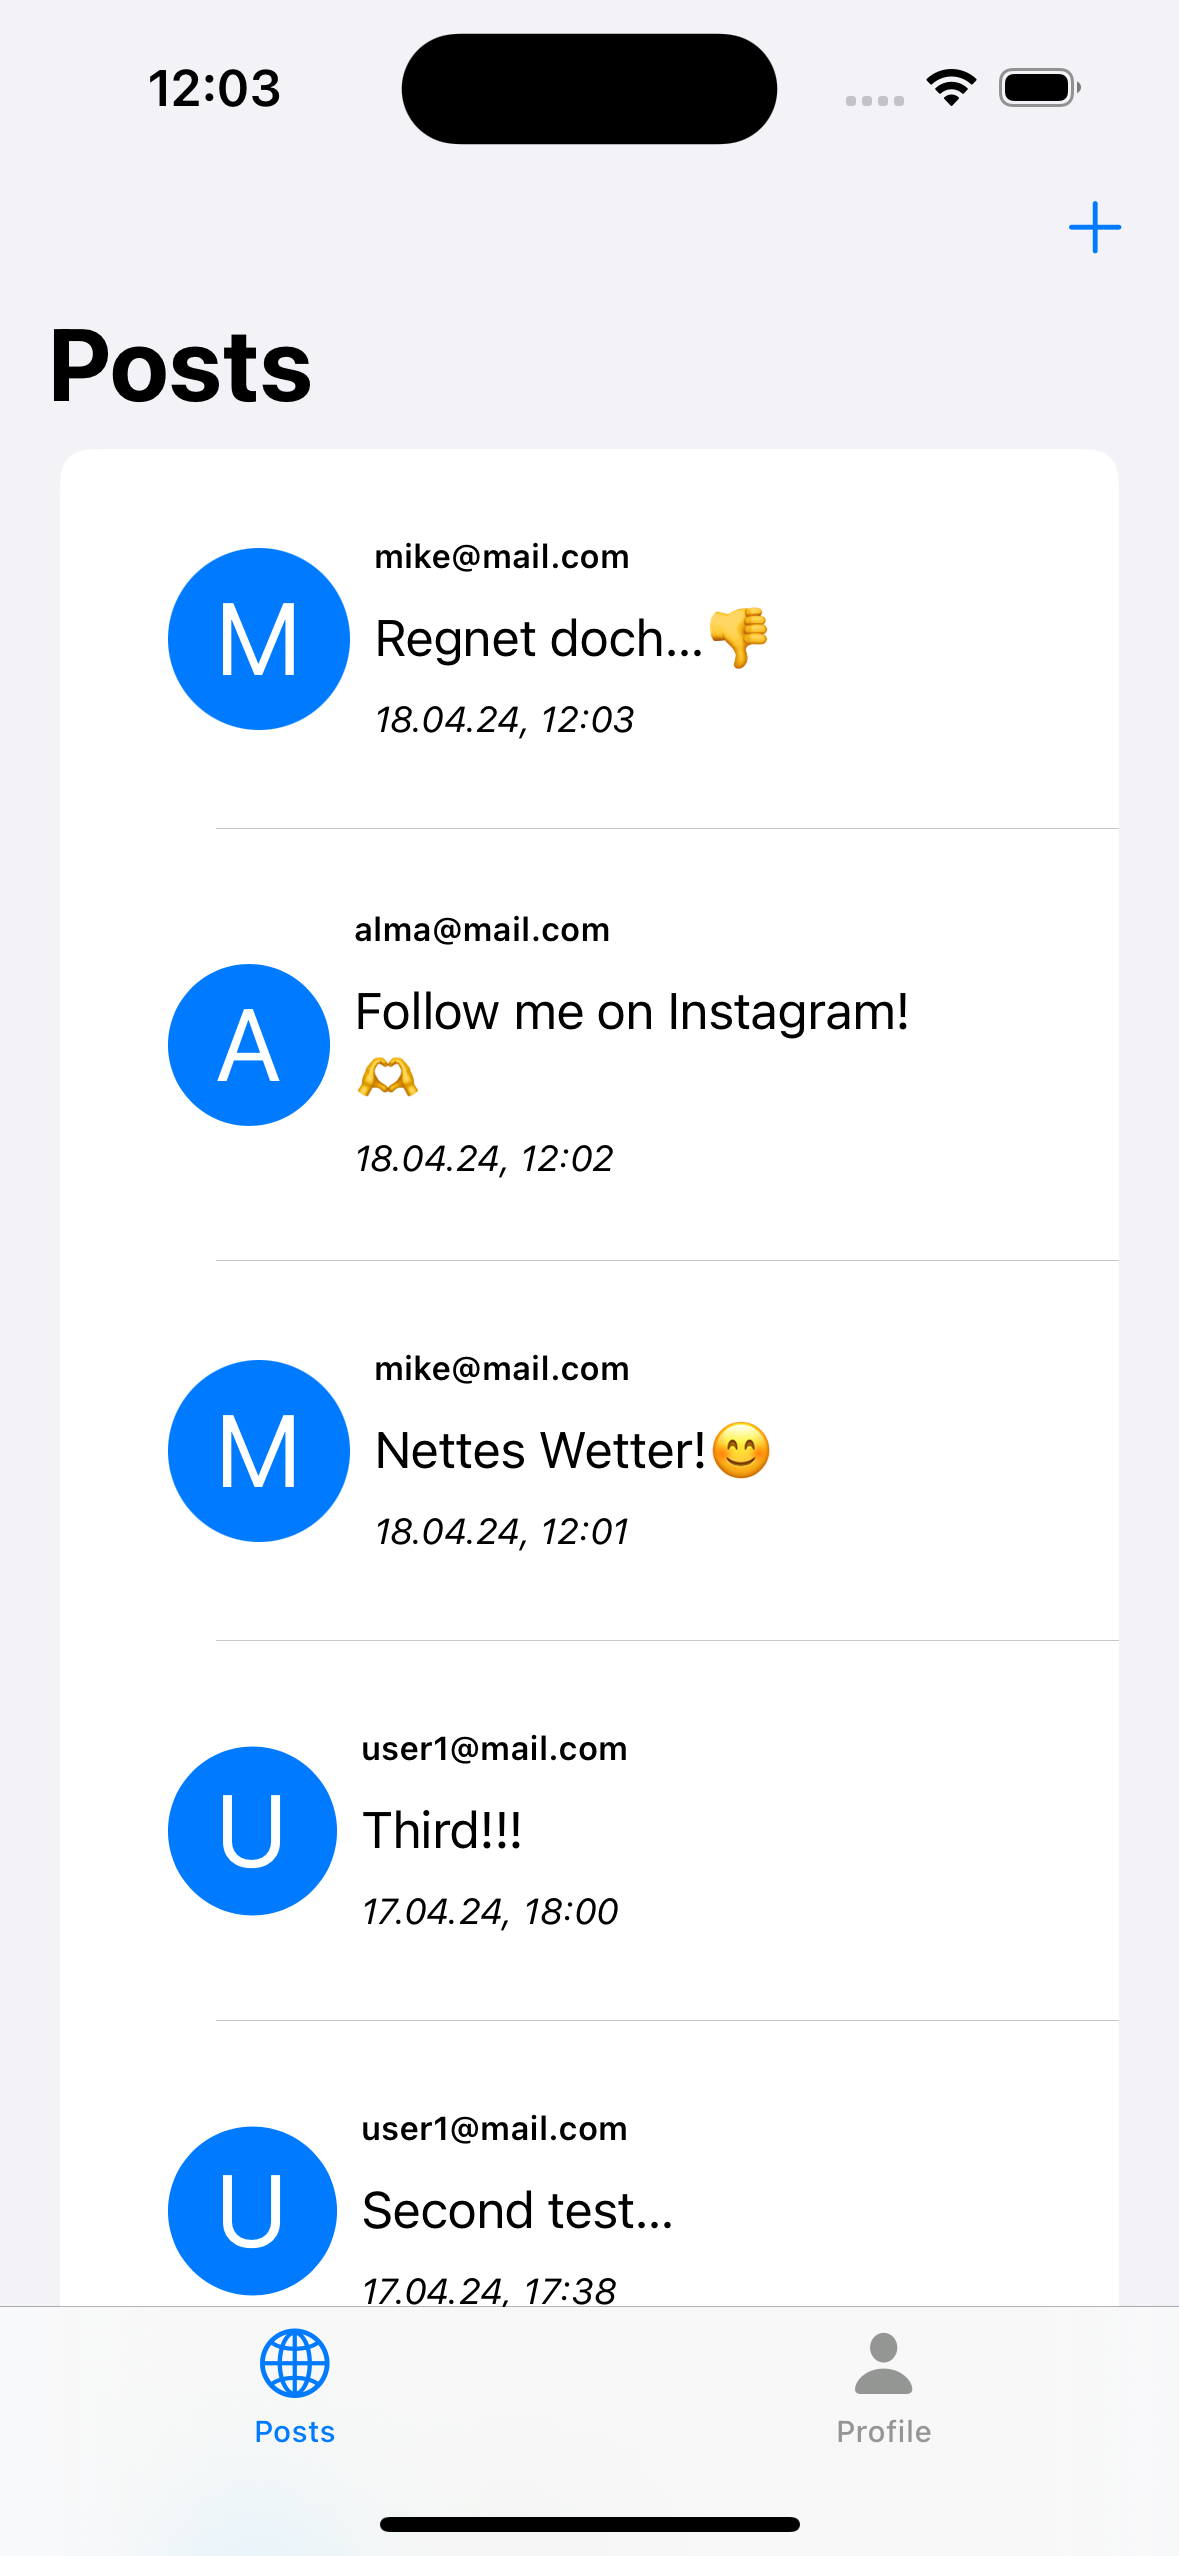 12:03
Posts
M
mike@mail.com
Regnet doch...👎
18.04.24, 12:03
A
alma@mail.com
Follow me on Instagram!
🫶
18.04.24, 12:02
M
mike@mail.com
Nettes Wetter!😊
18.04.24, 12:01
U
user1@mail.com
Third!!!
17.04.24, 18:00
U
user1@mail.com
Second test...
17.04.24, 17:38
Posts
Profile